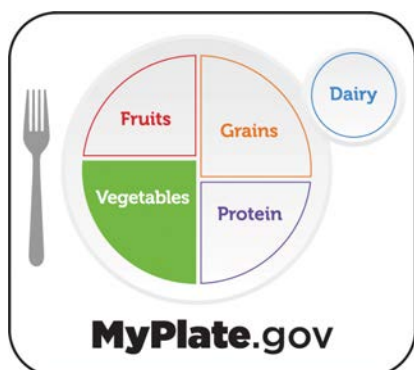 Dairy
Fruits
Grains
Vegetables
Protein
MyPlate.gov